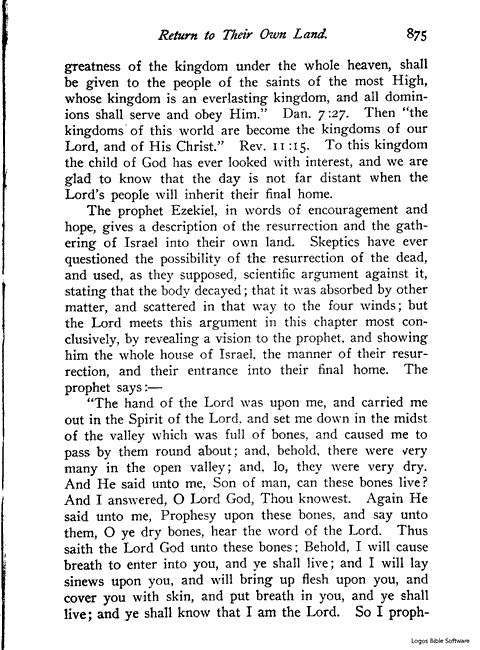 Return to Their Own Land. 875
greatness of the kingdom under the whole heaven, shall
be given to the people of the saints of the most High,
whose kingdom is an everlasting kingdom, and all domin-
ions shall serve and obey Him." Dan. 7:27. Then "the
kingdoms of this world are become the kingdoms of our
Lord, and of His Christ." Rev. 11:15. To this kingdom
the child of God has ever looked with interest, and we are
glad to know that the day is not far distant when the
Lord's people will inherit their final home.
The prophet Ezekiel, in words of encouragement and
hope, gives a description of the resurrection and the gath-
ering of Israel into their own land. Skeptics have ever
questioned the possibility of the resurrection of the dead,
and used, as they supposed, scientific argument against it,
stating that the body decayed; that it was absorbed by other
matter, and scattered in that way to the four winds; but
the Lord meets this argument in this chapter most con-
clusively, by revealing a vision to the prophet, and showing
him the whole house of Israel, the manner of their resur-
rection, and their entrance into their final home. The
prophet says:—
"The hand of the Lord was upon me, and carried me
out in the Spirit of the Lord, and set me down in the midst
of the valley which was full of bones, and caused me to
pass by them round about; and, behold, there were very
many in the open valley; and, lo, they were very dry.
And He said unto me, Son of man, can these bones live?
And I answered, O Lord God, Thou knowest. Again He
said unto me, Prophesy upon these bones, and say unto
them, O ye dry bones, hear the word of the Lord. Thus
saith the Lord God unto these bones; Behold, I will cause
breath to enter into you, and ye shall live; and I will lay
sinews upon you, and will bring up flesh upon you, and
cover you with skin, and put breath in you, and ye shall
live; and ye shall know that I am the Lord. So I proph-
Logos Bible Software